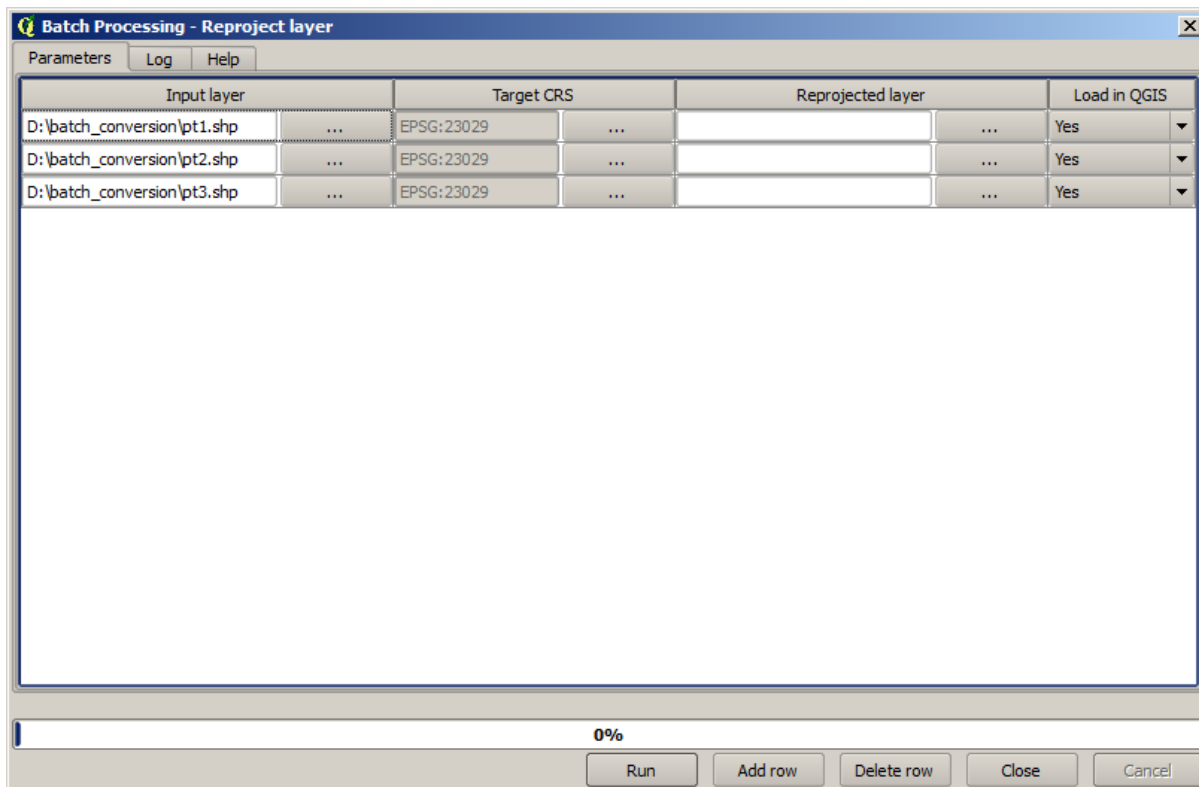 Batch Processing - Reproject layer
Parameters Log Help
Input layer Target CRS Reprojected layer Load in QGIS
D:\batch_conversion\pt1.shp ... EPSG:23029 ... ... Yes
D:\batch_conversion\pt2.shp ... EPSG:23029 ... ... Yes
D:\batch_conversion\pt3.shp ... EPSG:23029 ... ... Yes
0%
Run Add row Delete row Close Cancel